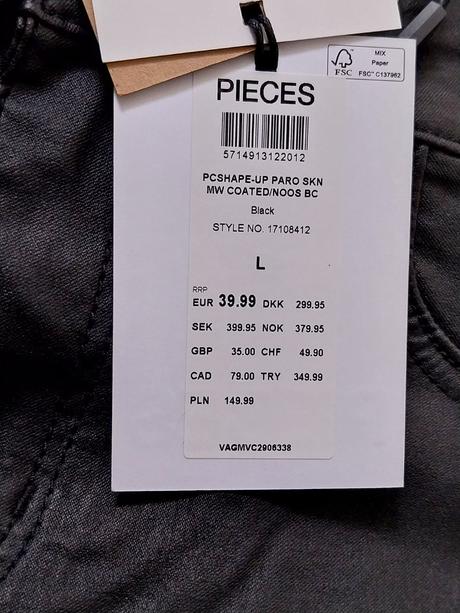 FSC
MIX
Paper
FSC™ C137962
PIECES
5714913122012
PCSHAPE-UP PARO SKN
MW COATED/NOOS BC
Black
STYLE NO. 17108412
L
RRP
EUR 39.99 DKK 299.95
SEK 399.95 NOK 379.95
GBP 35.00 CHF 49.90
CAD 79.00 TRY 349.99
PLN 149.99
VAGMVC2906338